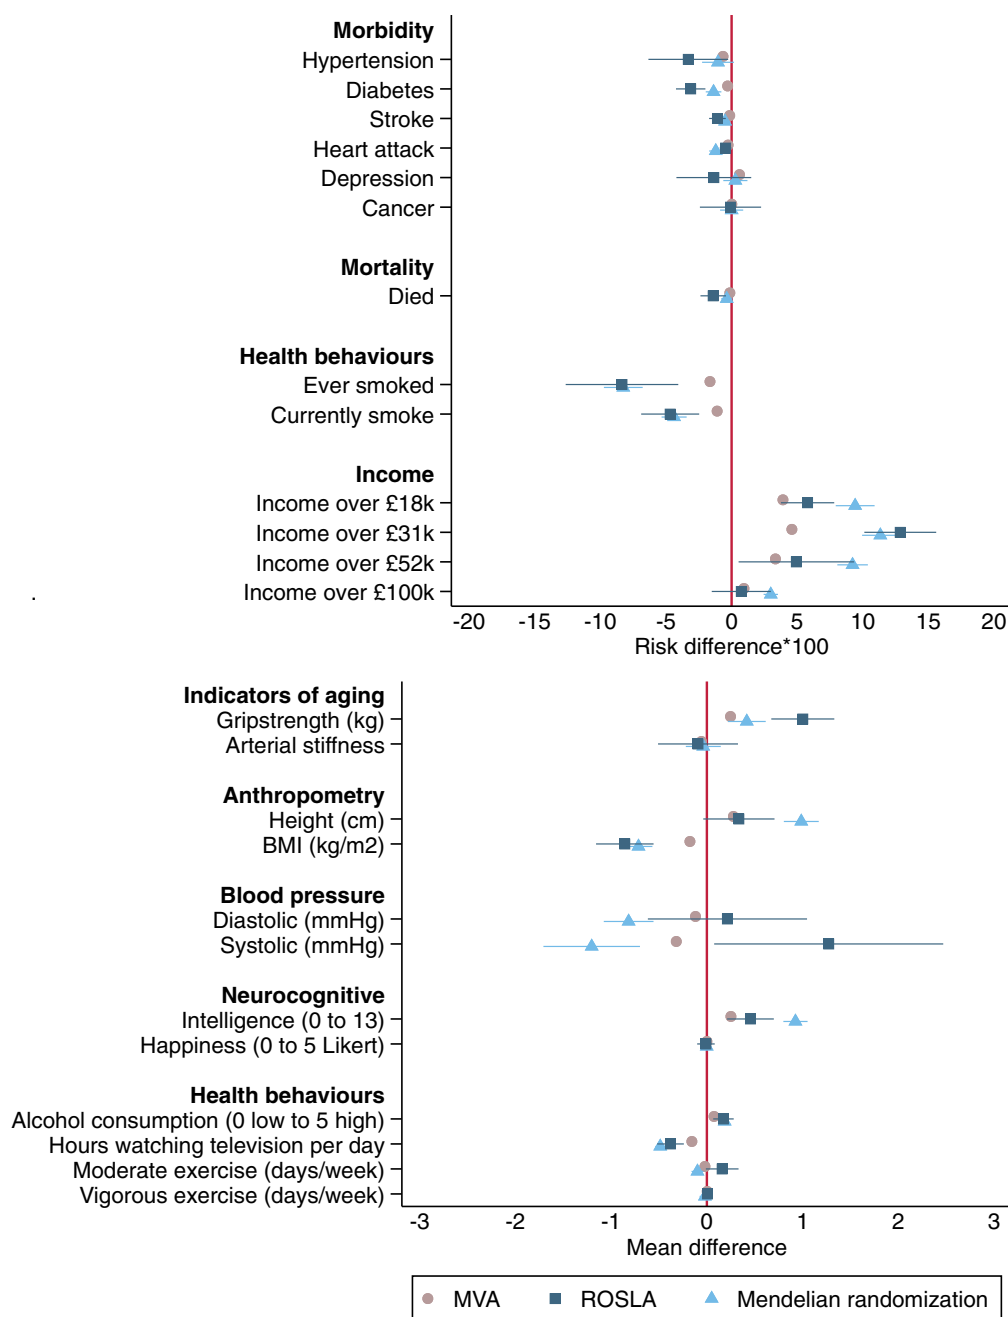 Morbidity
Hypertension
Diabetes
Stroke
Heart attack
Depression
Cancer
Mortality
Died
Health behaviours
Ever smoked
Currently smoke
Income
Income over £18k
Income over £31k
Income over £52k
Income over £100k
.
-20 -15 -10 -5 0 5 10 15 20
Risk difference*100
Indicators of aging
Gripstrength (kg)
Arterial stiffness
Anthropometry
Height (cm)
BMI (kg/m2)
Blood pressure
Diastolic (mmHg)
Systolic (mmHg)
Neurocognitive
Intelligence (0 to 13)
Happiness (0 to 5 Likert)
Health behaviours
Alcohol consumption (0 low to 5 high)
Hours watching television per day
Moderate exercise (days/week)
Vigorous exercise (days/week)
-3 -2 -1 0 1 2 3
Mean difference
MVA ROSLA Mendelian randomization